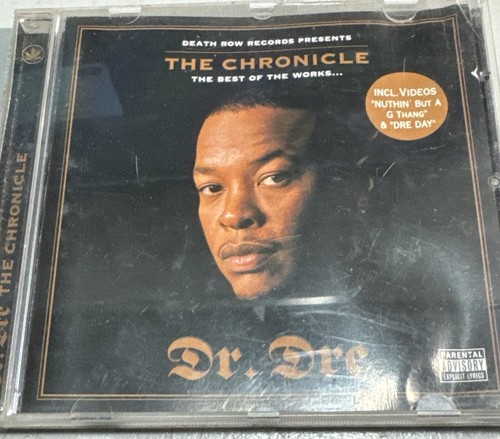 DEATH ROW RECORDS PRESENTS
THE CHRONICLE
THE BEST OF THE WORKS...
INCL. VIDEOS
"NUTHIN' BUT A
G THANG"
& "DRE DAY"
Dr. Dre
PARENTAL
ADVISORY
EXPLICIT LYRICS
Dr. Dre THE CHRONICLE